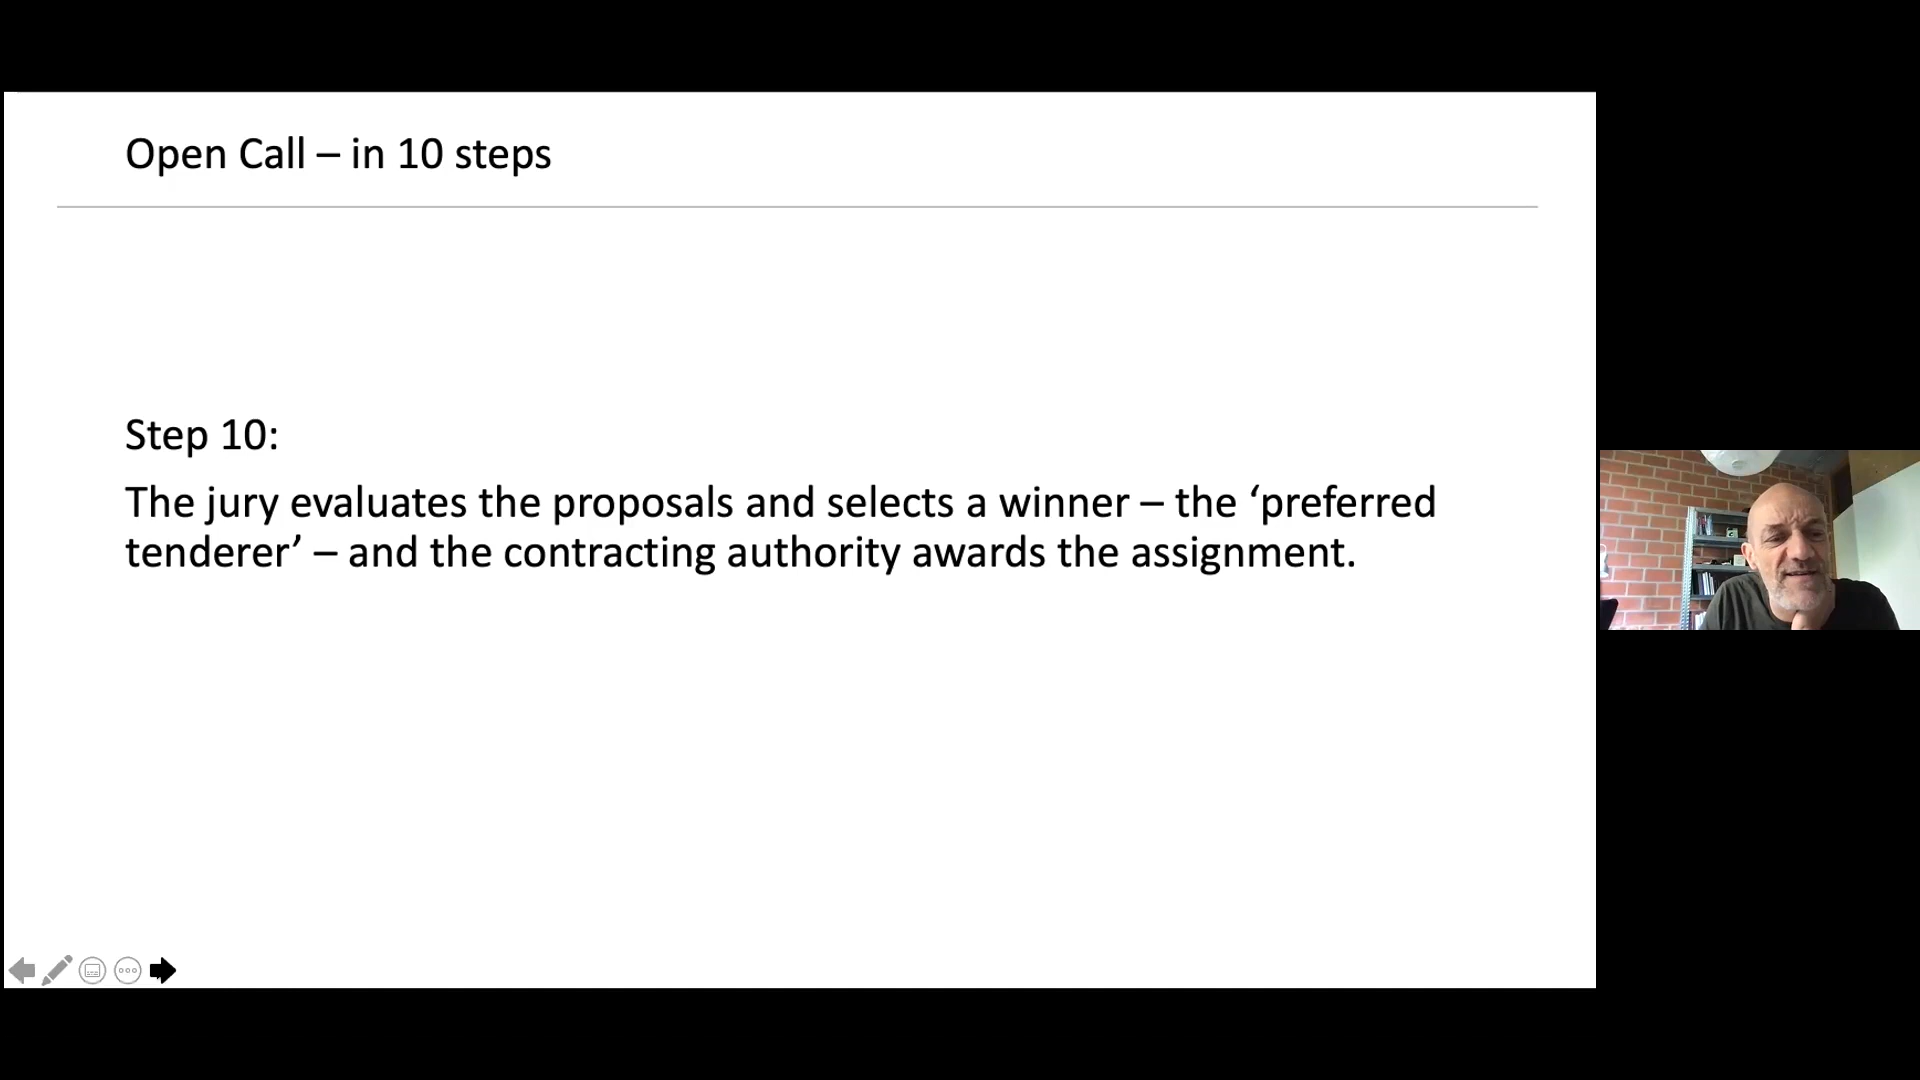 Open Call – in 10 steps
Step 10:
The jury evaluates the proposals and selects a winner – the ‘preferred
tenderer’ – and the contracting authority awards the assignment.